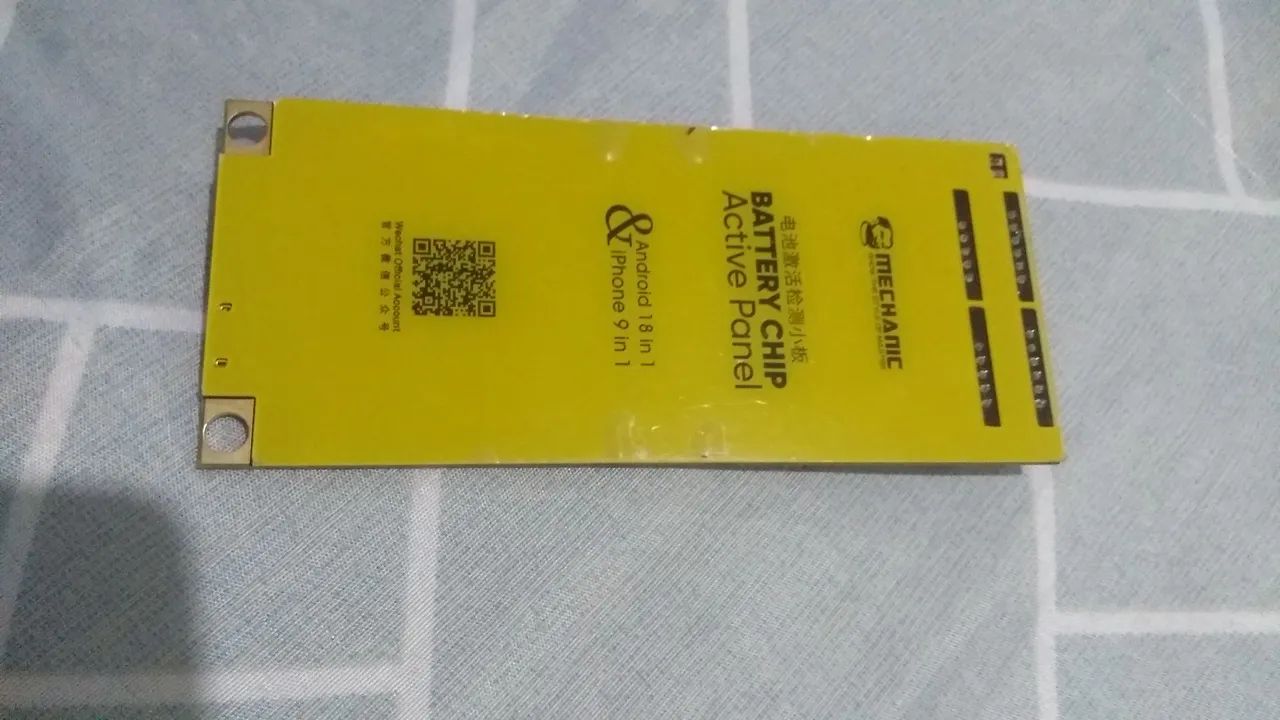 MECHANIC
电池激活检测小板
BATTERY CHIP
Active Panel
& Android 18 in 1
iPhone 9 in 1
Wechat Official Account
官方微信公众号